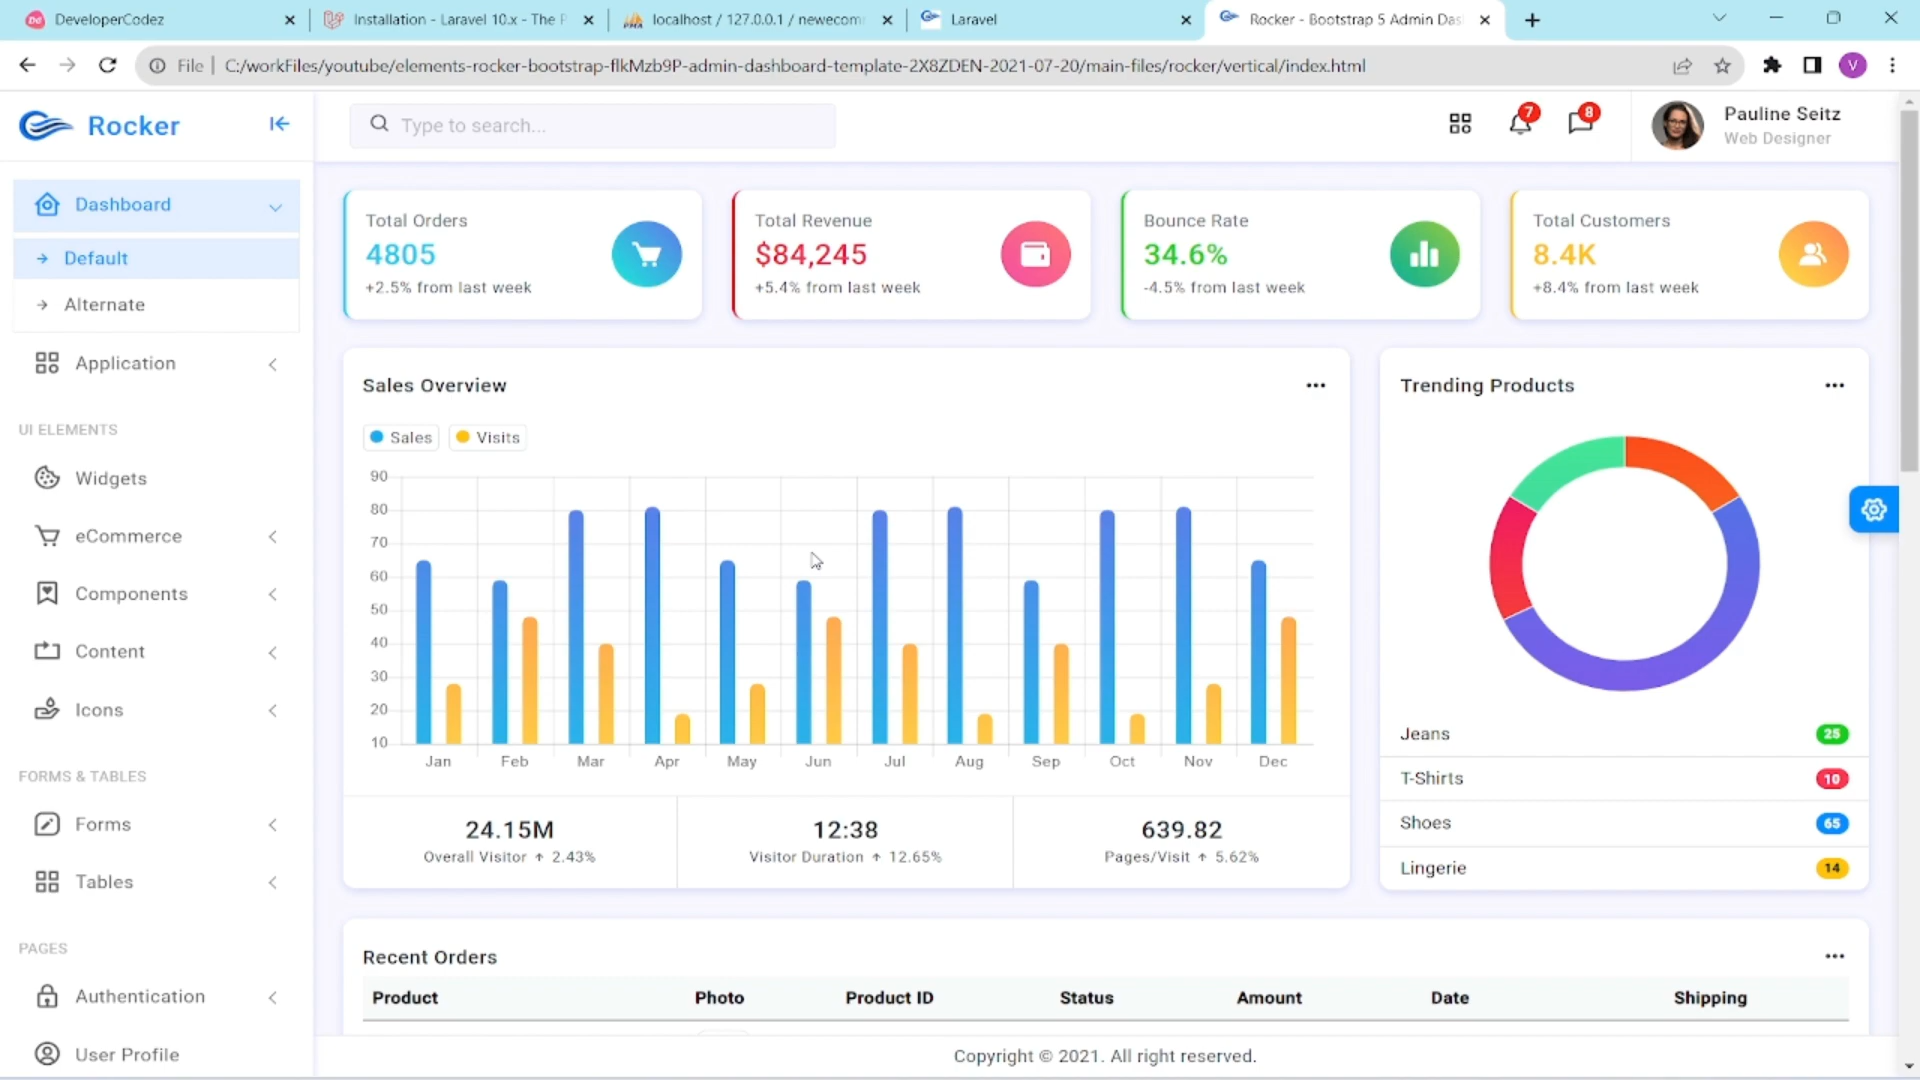 DeveloperCodez
Installation - Laravel 10.x - The P
localhost / 127.0.0.1 / newecom
Laravel
Rocker - Bootstrap 5 Admin Das
File
C:/workFiles/youtube/elements-rocker-bootstrap-flkMzb9P-admin-dashboard-template-2X8ZDEN-2021-07-20/main-files/rocker/vertical/index.html
V
Rocker
Type to search...
7
8
Pauline Seitz
Web Designer
Dashboard
Default
Alternate
Application
UI ELEMENTS
Widgets
eCommerce
Components
Content
Icons
FORMS & TABLES
Forms
Tables
PAGES
Authentication
User Profile
Total Orders
4805
+2.5% from last week
Total Revenue
$84,245
+5.4% from last week
Bounce Rate
34.6%
-4.5% from last week
Total Customers
8.4K
+8.4% from last week
Sales Overview
Sales
Visits
90
80
70
60
50
40
30
20
10
Jan Feb Mar Apr May Jun Jul Aug Sep Oct Nov Dec
24.15M
Overall Visitor ↑ 2.43%
12:38
Visitor Duration ↑ 12.65%
639.82
Pages/Visit ↑ 5.62%
Trending Products
Jeans 25
T-Shirts 10
Shoes 65
Lingerie 14
Recent Orders
Product Photo Product ID Status Amount Date Shipping
Copyright © 2021. All right reserved.